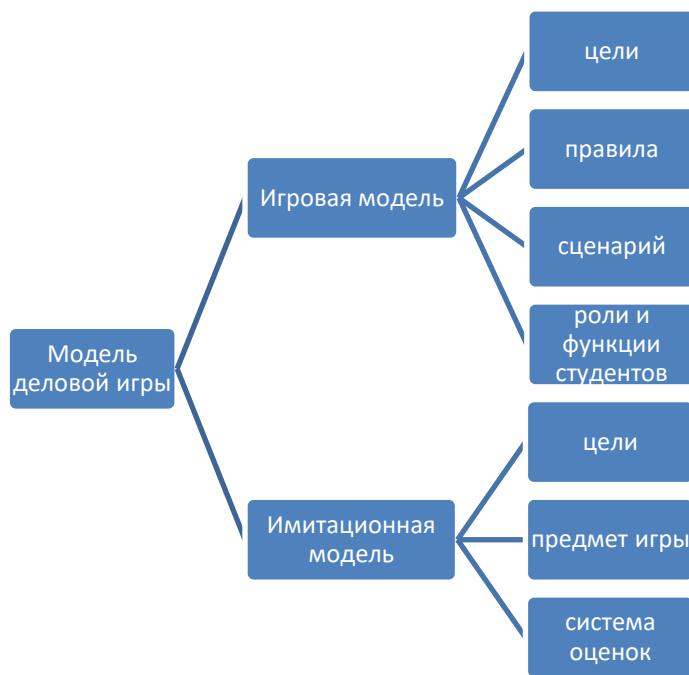 цели
правила
Игровая модель
сценарий
роли и
функции
студентов
Модель
деловой игры
цели
Имитационная
модель
предмет игры
система
оценок